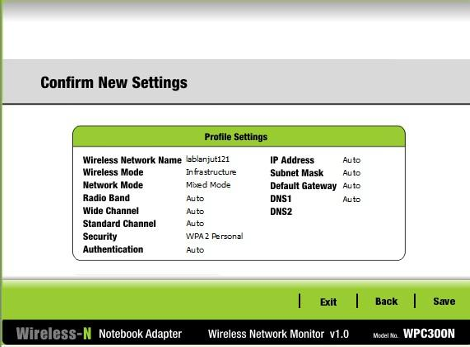 Confirm New Settings
Profile Settings
Wireless Network Name lablanjut121
Wireless Mode Infrastructure
Network Mode Mixed Mode
Radio Band Auto
Wide Channel Auto
Standard Channel Auto
Security WPA2 Personal
Authentication Auto
IP Address Auto
Subnet Mask Auto
Default Gateway Auto
DNS1 Auto
DNS2
Exit Back Save
Wireless-N Notebook Adapter Wireless Network Monitor v1.0 Model No. WPC300N